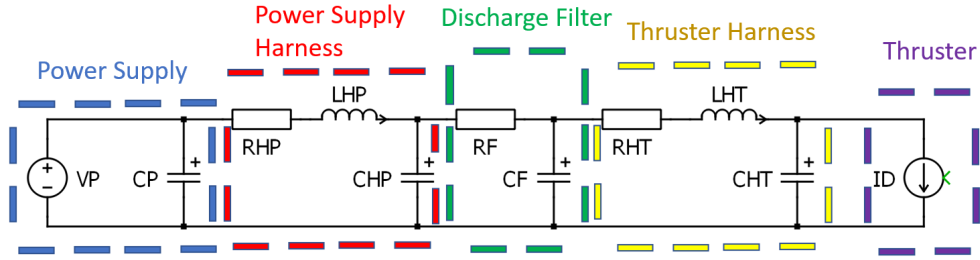 Power Supply
Power Supply
Harness
Discharge Filter
Thruster Harness
Thruster
LHP
LHT
RHP
RF
RHT
VP
CP
CHP
CF
CHT
ID